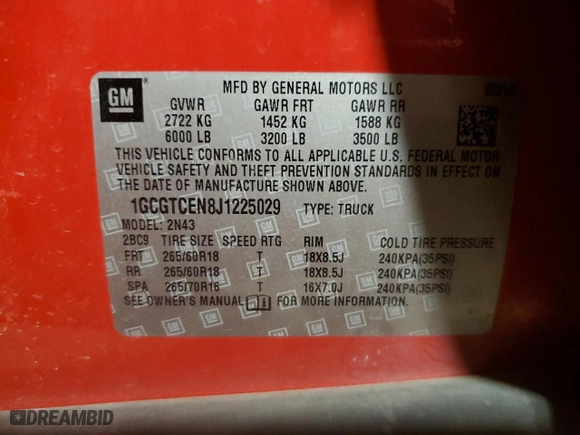 GM
MFD BY GENERAL MOTORS LLC 02/18
GVWR GAWR FRT GAWR RR
2722 KG 1452 KG 1588 KG
6000 LB 3200 LB 3500 LB
THIS VEHICLE CONFORMS TO ALL APPLICABLE U.S. FEDERAL MOTOR
VEHICLE SAFETY AND THEFT PREVENTION STANDARDS IN EFFECT ON
THE DATE OF MANUFACTURE SHOWN ABOVE.
1GCGTCEN8J1225029 TYPE: TRUCK
MODEL: 2N43
2BC9 TIRE SIZE SPEED RTG RIM COLD TIRE PRESSURE
FRT 265/60R18 T 18X8.5J 240KPA(35PSI)
RR 265/60R18 T 18X8.5J 240KPA(35PSI)
SPA 265/70R16 T 16X7.0J 240KPA(35PSI)
SEE OWNER'S MANUAL FOR MORE INFORMATION.
DREAMBID